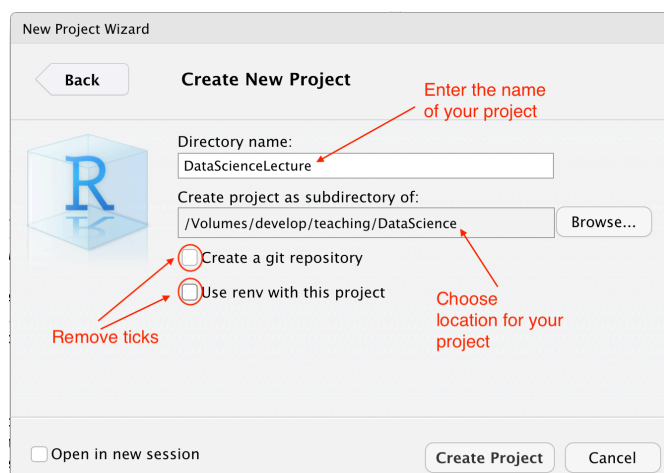 New Project Wizard
Back
Create New Project
Enter the name
of your project
Directory name:
DataScienceLecture
Create project as subdirectory of:
/Volumes/develop/teaching/DataScience
Browse...
Create a git repository
Use renv with this project
Remove ticks
Choose
location for your
project
Open in new session
Create Project
Cancel
R